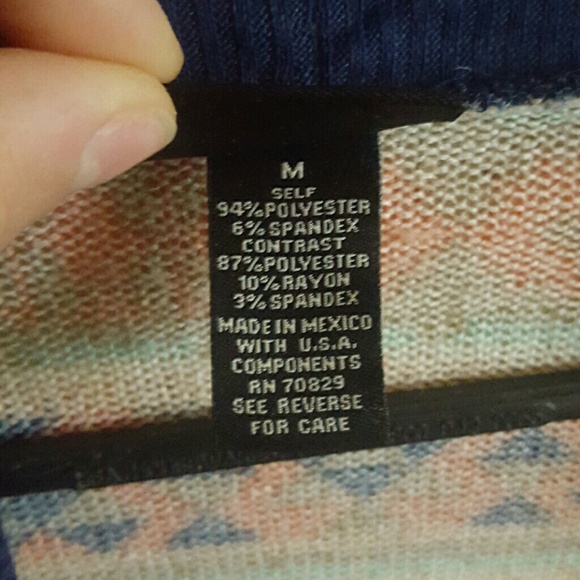 M
SELF
94%POLYESTER
6%SPANDEX
CONTRAST
87%POLYESTER
10%RAYON
3%SPANDEX
MADE IN MEXICO
WITH U.S.A.
COMPONENTS
RN 70829
SEE REVERSE
FOR CARE